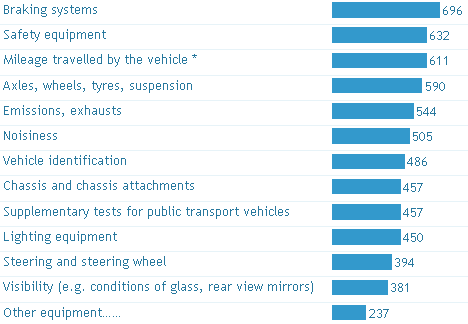 Braking systems 696
Safety equipment 632
Mileage travelled by the vehicle * 611
Axles, wheels, tyres, suspension 590
Emissions, exhausts 544
Noisiness 505
Vehicle identification 486
Chassis and chassis attachments 457
Supplementary tests for public transport vehicles 457
Lighting equipment 450
Steering and steering wheel 394
Visibility (e.g. conditions of glass, rear view mirrors) 381
Other equipment...... 237